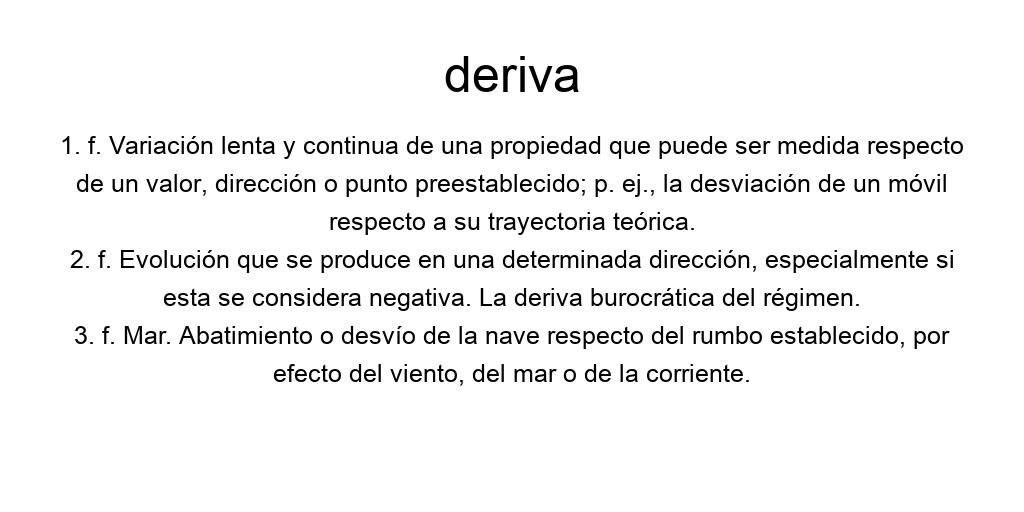 deriva
1. f. Variación lenta y continua de una propiedad que puede ser medida respecto
de un valor, dirección o punto preestablecido; p. ej., la desviación de un móvil
respecto a su trayectoria teórica.
2. f. Evolución que se produce en una determinada dirección, especialmente si
esta se considera negativa. La deriva burocrática del régimen.
3. f. Mar. Abatimiento o desvío de la nave respecto del rumbo establecido, por
efecto del viento, del mar o de la corriente.